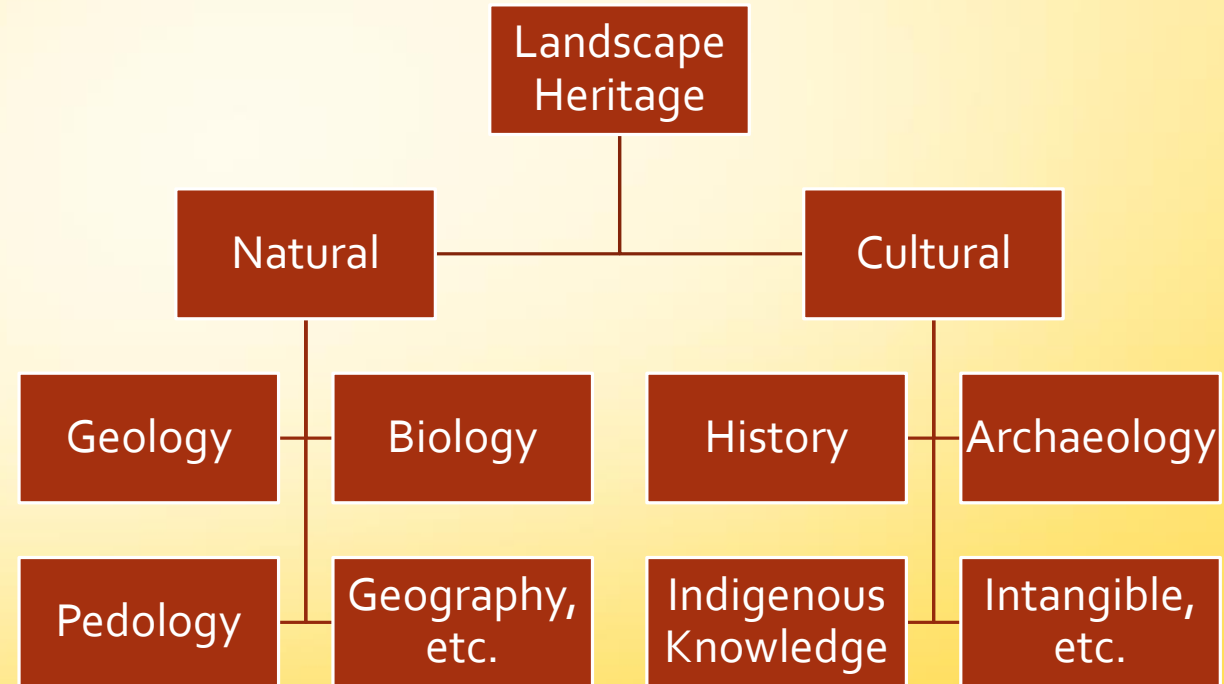 Landscape
Heritage
Natural
Cultural
Geology
Biology
History
Archaeology
Pedology
Geography,
etc.
Indigenous
Knowledge
Intangible,
etc.